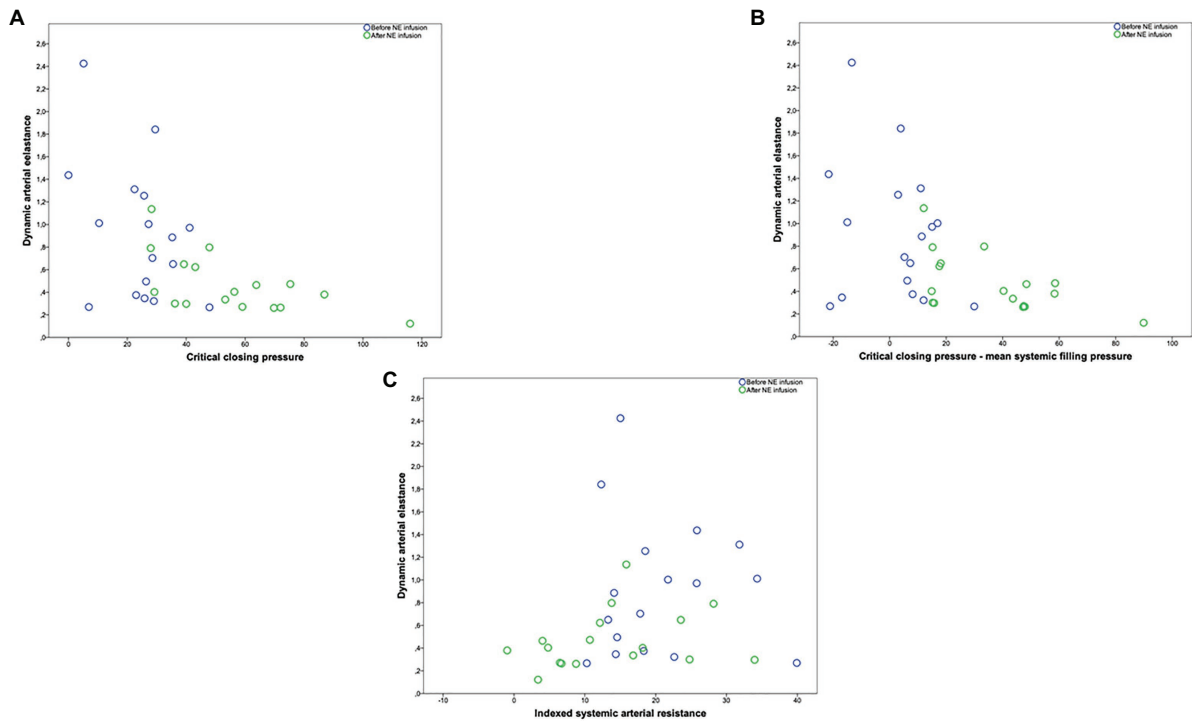 A
Before NE infusion
After NE infusion
Dynamic arterial eelastance
2,6
2,4
2,2
2,0
1,8
1,6
1,4
1,2
1,0
,8
,6
,4
,2
,0
0 20 40 60 80 100 120
Critical closing pressure
B
Before NE infusion
After NE infusion
Dynamic arterial elastance
2,6
2,4
2,2
2,0
1,8
1,6
1,4
1,2
1,0
,8
,6
,4
,2
,0
-20 0 20 40 60 80 100
Critical closing pressure - mean systemic filling pressure
C
Before NE infusion
After NE infusion
Dynamic arterial elastance
2,6
2,4
2,2
2,0
1,8
1,6
1,4
1,2
1,0
,8
,6
,4
,2
,0
-10 0 10 20 30 40
Indexed systemic arterial resistance